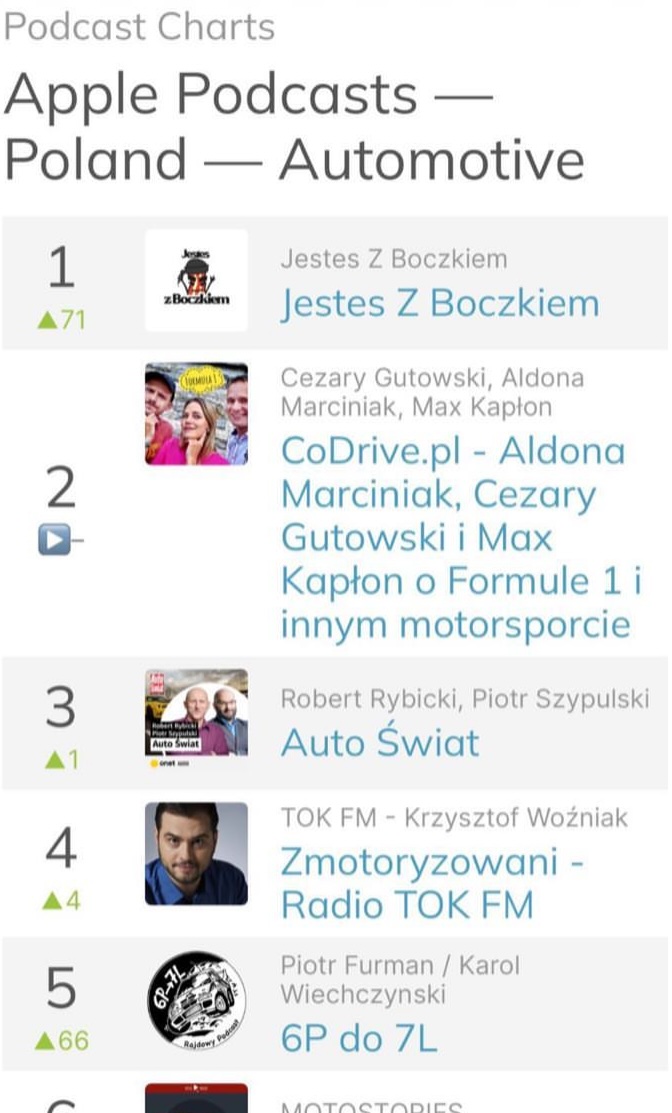 Podcast Charts
Apple Podcasts —
Poland — Automotive
1
▲71
Jestes
z Boczkiem
Jestes Z Boczkiem
Jestes Z Boczkiem
2
–
FORMUŁA 1
Cezary Gutowski, Aldona
Marciniak, Max Kapłon
CoDrive.pl - Aldona
Marciniak, Cezary
Gutowski i Max
Kapłon o Formule 1 i
innym motorsporcie
3
▲1
Robert Rybicki
Piotr Szypulski
Auto Świat
onet
Robert Rybicki, Piotr Szypulski
Auto Świat
4
▲4
TOK FM - Krzysztof Woźniak
Zmotoryzowani -
Radio TOK FM
5
▲66
6P→7L
Rajdowy Podcast
Piotr Furman / Karol
Wiechczynski
6P do 7L
MOTOSTORIES